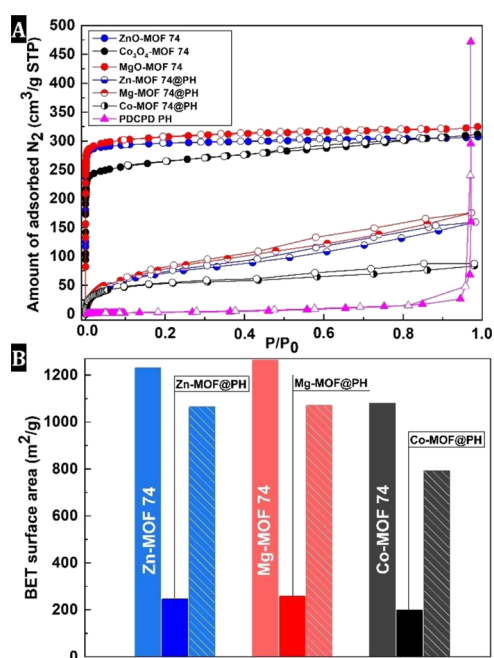 A
500
450
400
350
300
250
200
150
100
50
0
Amount of adsorbed N₂ (cm³/g STP)
ZnO-MOF 74
Co₃O₄-MOF 74
MgO-MOF 74
Zn-MOF 74@PH
Mg-MOF 74@PH
Co-MOF 74@PH
PDCPD PH
0.0 0.2 0.4 0.6 0.8 1.0
P/P₀
B
1200
1000
800
600
400
200
0
BET surface area (m²/g)
Zn-MOF@PH
Mg-MOF@PH
Co-MOF@PH
Zn-MOF 74
Mg-MOF 74
Co-MOF 74